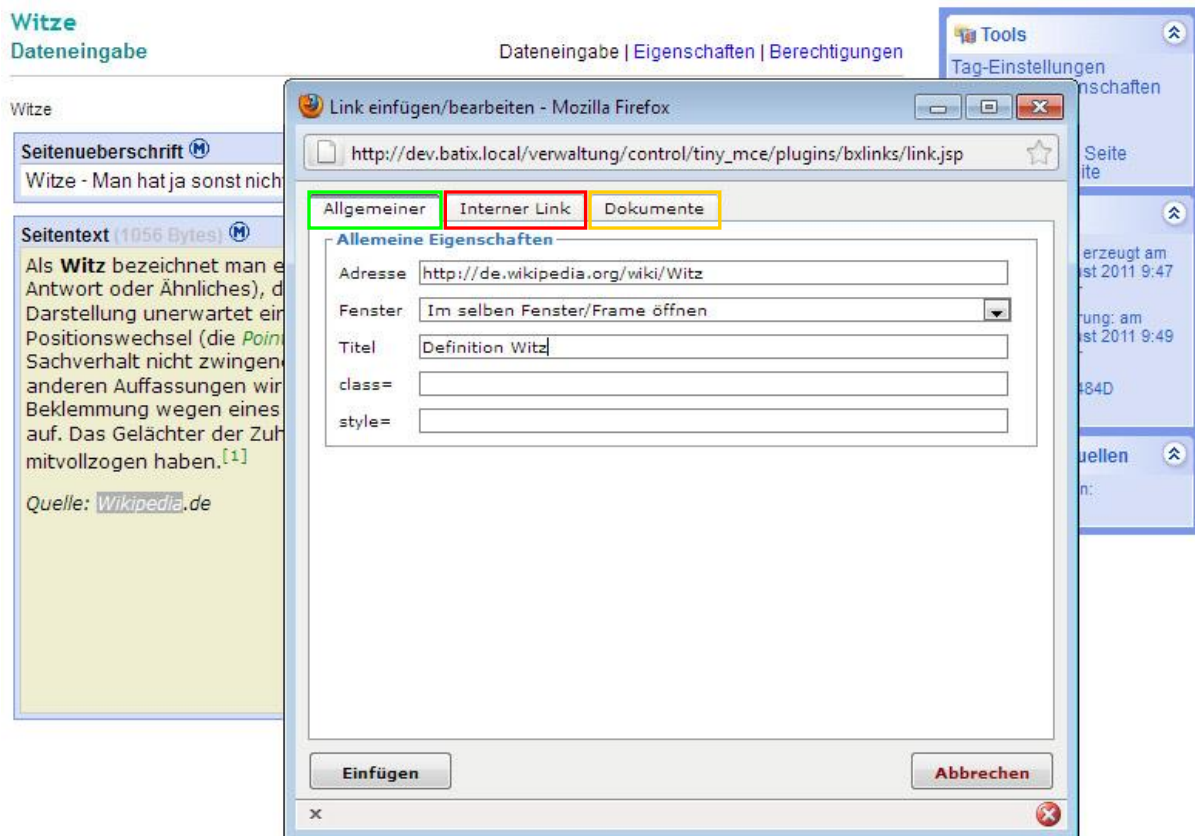 Witze
Dateneingabe
Dateneingabe | Eigenschaften | Berechtigungen
Witze
Seitenueberschrift M
Witze - Man hat ja sonst nich
Seitentext (1056 Bytes) M
Als Witz bezeichnet man e
Antwort oder Ähnliches), d
Darstellung unerwartet ein
Positionswechsel (die Poin
Sachverhalt nicht zwingen
anderen Auffassungen wir
Beklemmung wegen eines
auf. Das Gelächter der Zuh
mitvollzogen haben.[1]
Quelle: Wikipedia.de
Link einfügen/bearbeiten - Mozilla Firefox
http://dev.batix.local/verwaltung/control/tiny_mce/plugins/bxlinks/link.jsp
Allgemeiner
Interner Link
Dokumente
Allemeine Eigenschaften
Adresse http://de.wikipedia.org/wiki/Witz
Fenster Im selben Fenster/Frame öffnen
Titel Definition Witz
class=
style=
Einfügen
Abbrechen
Tools
Tag-Einstellungen
nschaften
Seite
ite
erzeugt am
st 2011 9:47
rung: am
st 2011 9:49
484D
uellen
n: